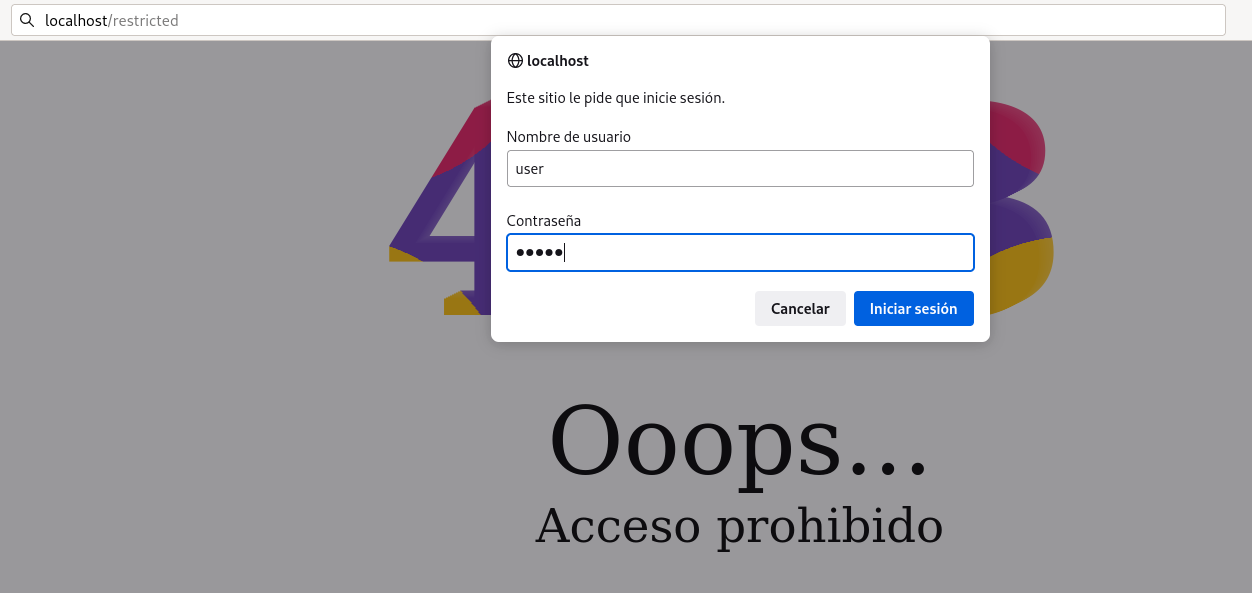 localhost/restricted
localhost
Este sitio le pide que inicie sesión.
Nombre de usuario
user
Contraseña
●●●●●
Cancelar
Iniciar sesión
4 3
Ooops...
Acceso prohibido